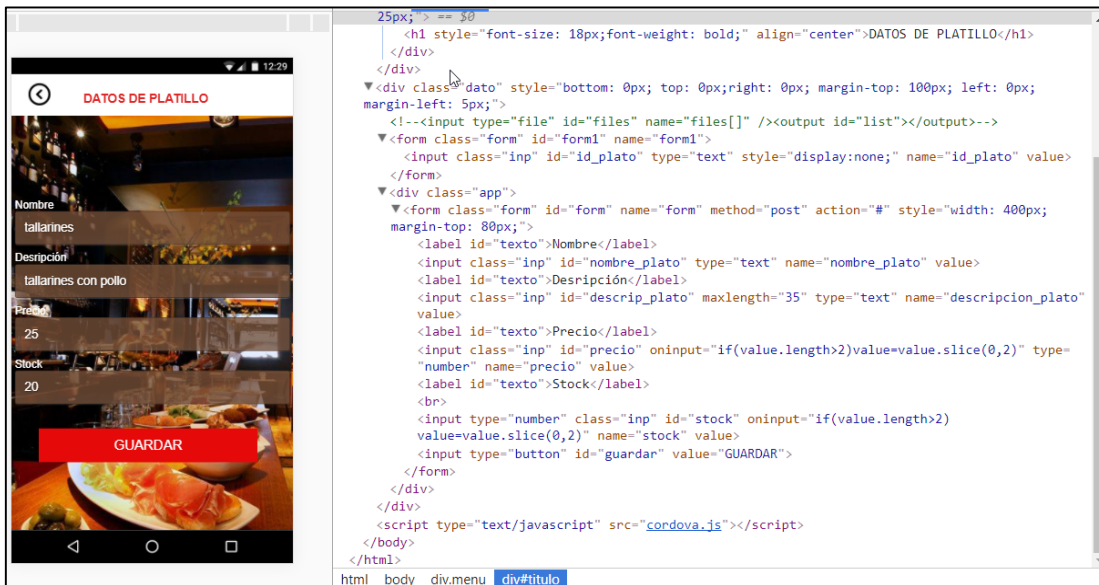 12:29
DATOS DE PLATILLO
Nombre
tallarines
Desripción
tallarines con pollo
Precio
25
Stock
20
GUARDAR
25px;"> == $0
<h1 style="font-size: 18px;font-weight: bold;" align="center">DATOS DE PLATILLO</h1>
</div>
</div>
▼<div class="dato" style="bottom: 0px; top: 0px;right: 0px; margin-top: 100px; left: 0px;
margin-left: 5px;">
<!--<input type="file" id="files" name="files[]" /><output id="list"></output>-->
▼<form class="form" id="form1" name="form1">
<input class="inp" id="id_plato" type="text" style="display:none;" name="id_plato" value>
</form>
▼<div class="app">
▼<form class="form" id="form" name="form" method="post" action="#" style="width: 400px;
margin-top: 80px;">
<label id="texto">Nombre</label>
<input class="inp" id="nombre_plato" type="text" name="nombre_plato" value>
<label id="texto">Desripción</label>
<input class="inp" id="descrip_plato" maxlength="35" type="text" name="descripcion_plato"
value>
<label id="texto">Precio</label>
<input class="inp" id="precio" oninput="if(value.length>2)value=value.slice(0,2)" type=
"number" name="precio" value>
<label id="texto">Stock</label>
<br>
<input type="number" class="inp" id="stock" oninput="if(value.length>2)
value=value.slice(0,2)" name="stock" value>
<input type="button" id="guardar" value="GUARDAR">
</form>
</div>
</div>
<script type="text/javascript" src="cordova.js"></script>
</body>
</html>
html body div.menu div#titulo